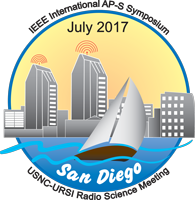 IEEE International AP-S Symposium
July 2017
San Diego
USNC-URSI Radio Science Meeting